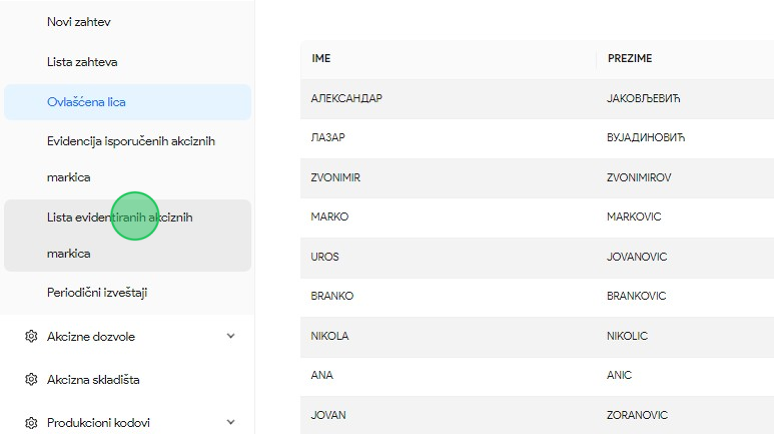 Novi zahtev
Lista zahteva
Ovlašćena lica
Evidencija isporučenih akciznih
markica
Lista evidentiranih akciznih
markica
Periodični izveštaji
Akcizne dozvole
Akcizna skladišta
Produkcioni kodovi
IME PREZIME
АЛЕКСАНДАР ЈАКОВЉЕВИЋ
ЛАЗАР ВУЈАДИНОВИЋ
ZVONIMIR ZVONIMIROV
MARKO MARKOVIC
UROS JOVANOVIC
BRANKO BRANKOVIC
NIKOLA NIKOLIC
ANA ANIC
JOVAN ZORANOVIC